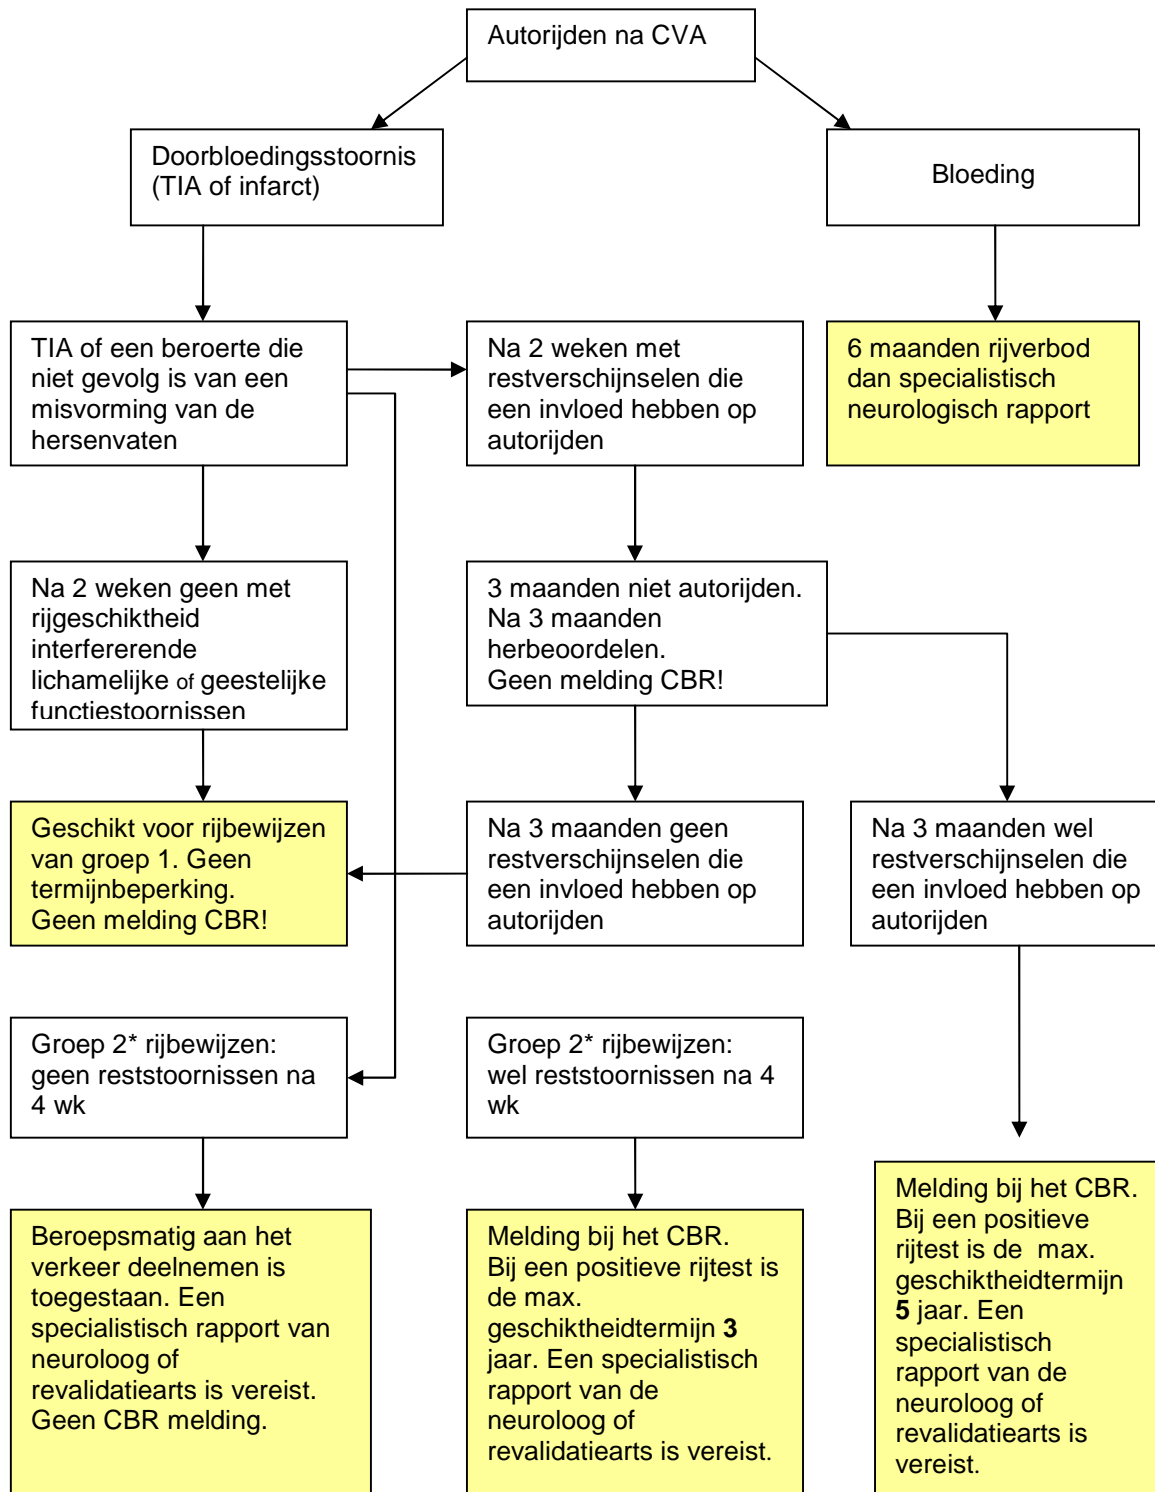 Autorijden na CVA
Doorbloedingsstoornis
(TIA of infarct)
Bloeding
TIA of een beroerte die
niet gevolg is van een
misvorming van de
hersenvaten
Na 2 weken met
restverschijnselen die
een invloed hebben op
autorijden
6 maanden rijverbod
dan specialistisch
neurologisch rapport
Na 2 weken geen met
rijgeschiktheid
interfererende
lichamelijke of geestelijke
functiestoornissen
3 maanden niet autorijden.
Na 3 maanden
herbeoordelen.
Geen melding CBR!
Geschikt voor rijbewijzen
van groep 1. Geen
termijnbeperking.
Geen melding CBR!
Na 3 maanden geen
restverschijnselen die
een invloed hebben op
autorijden
Na 3 maanden wel
restverschijnselen die
een invloed hebben op
autorijden
Groep 2* rijbewijzen:
geen reststoornissen na
4 wk
Groep 2* rijbewijzen:
wel reststoornissen na 4
wk
Beroepsmatig aan het
verkeer deelnemen is
toegestaan. Een
specialistisch rapport van
neuroloog of
revalidatiearts is vereist.
Geen CBR melding.
Melding bij het CBR.
Bij een positieve rijtest is
de max.
geschiktheidtermijn 3
jaar. Een specialistisch
rapport van de
neuroloog of
revalidatiearts is vereist.
Melding bij het CBR.
Bij een positieve
rijtest is de max.
geschiktheidtermijn
5 jaar. Een
specialistisch
rapport van de
neuroloog of
revalidatiearts is
vereist.